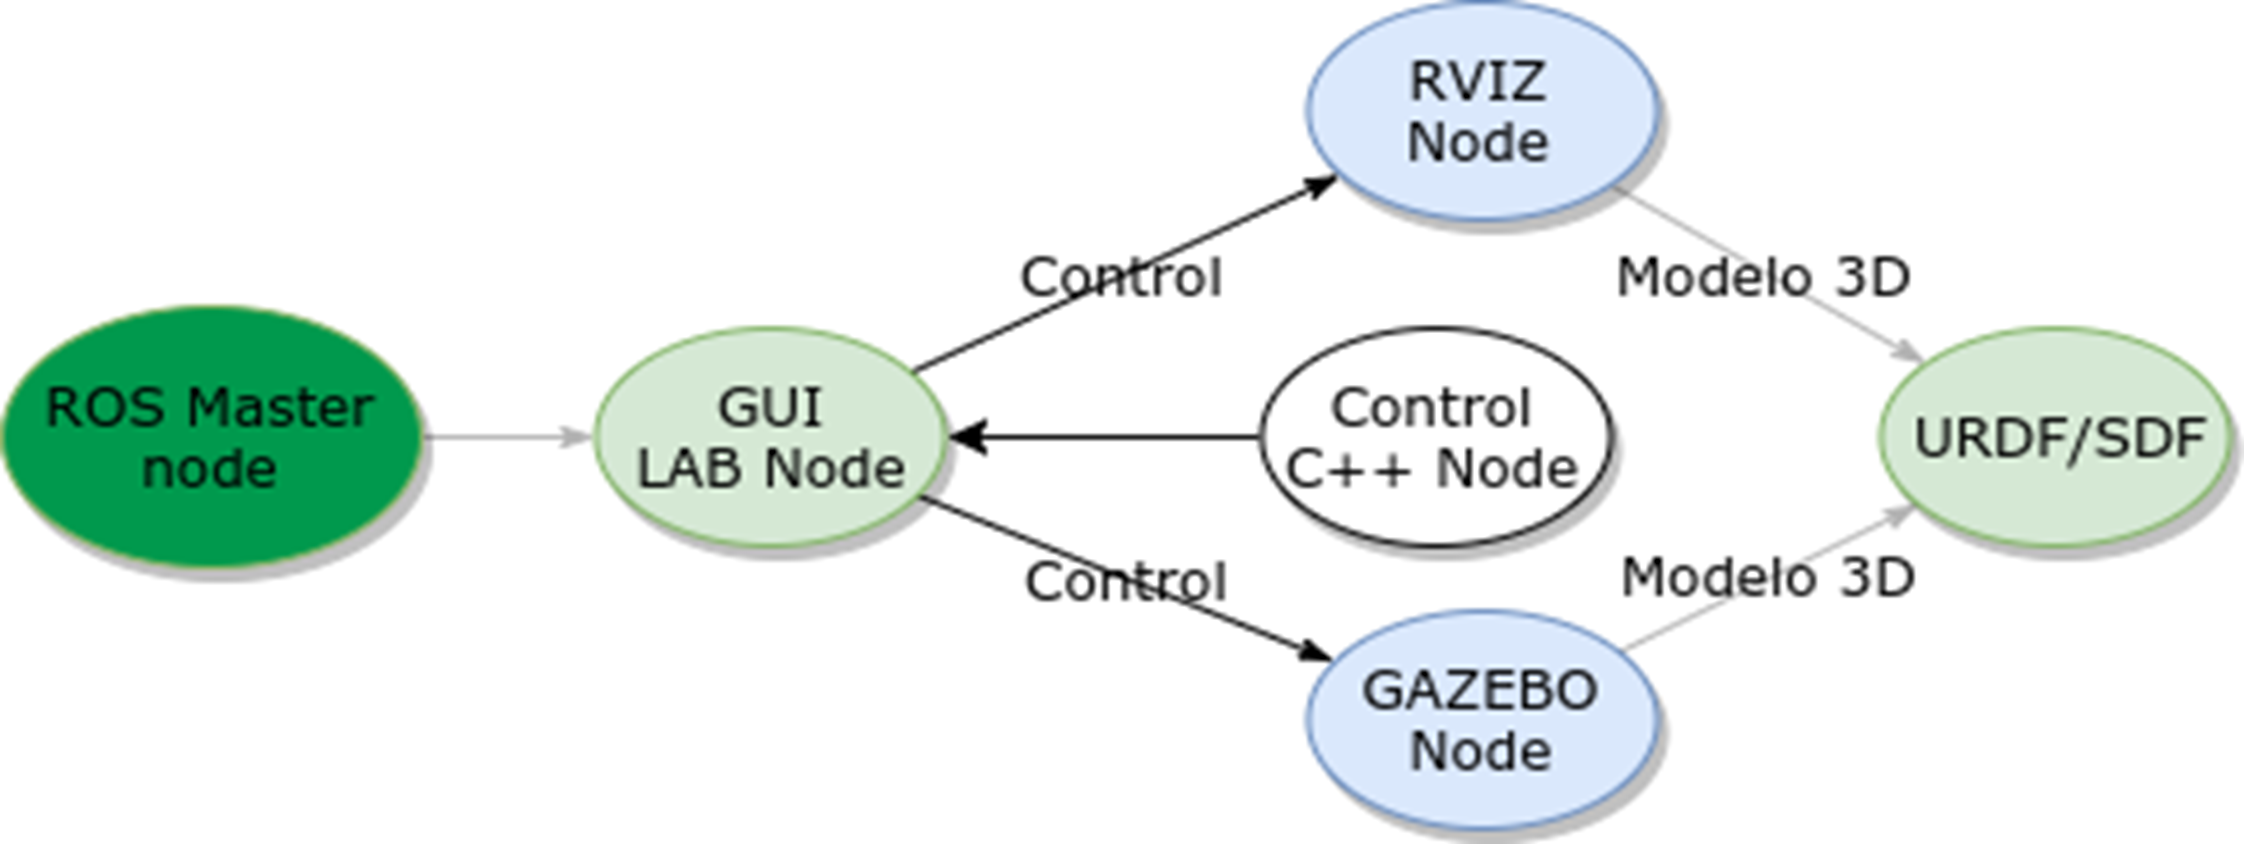 RVIZ
Node
Control
Modelo 3D
ROS Master
node
GUI
LAB Node
Control
C++ Node
URDF/SDF
Control
Modelo 3D
GAZEBO
Node